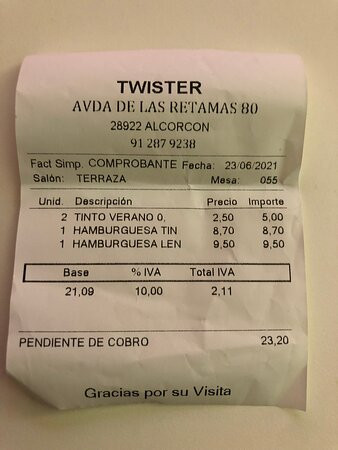 TWISTER
AVDA DE LAS RETAMAS 80
28922 ALCORCON
91 287 9238
Fact Simp. COMPROBANTE Fecha: 23/06/2021
Salón: TERRAZA Mesa: 055
Unid. Descripción Precio Importe
2 TINTO VERANO 0, 2,50 5,00
1 HAMBURGUESA TIN 8,70 8,70
1 HAMBURGUESA LEN 9,50 9,50
Base % IVA Total IVA
21,09 10,00 2,11
PENDIENTE DE COBRO 23,20
Gracias por su Visita